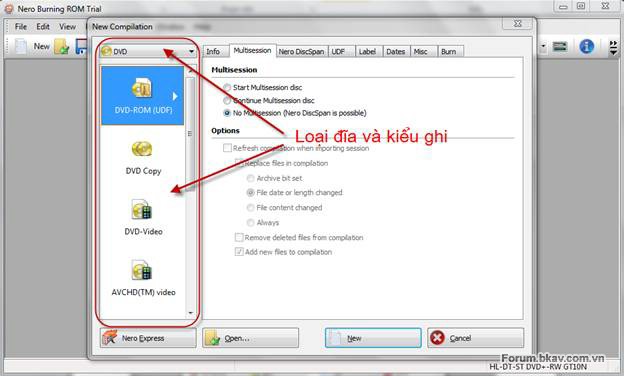 Nero Burning ROM Trial
File Edit View
New
New Compilation
DVD
Info Multisession Nero DiscSpan UDF Label Dates Misc Burn
DVD-ROM (UDF)
DVD Copy
DVD-Video
AVCHD(TM) video
Multisession
Start Multisession disc
Continue Multisession disc
No Multisession (Nero DiscSpan is possible)
Loại đĩa và kiểu ghi
Options
Refresh compilation when importing session
Replace files in compilation
Archive bit set
File date or length changed
File content changed
Always
Remove deleted files from compilation
Add new files to compilation
Nero Express Open... New Cancel
Forum.bkav.com.vn
HL-DT-ST DVD+-RW GT10N